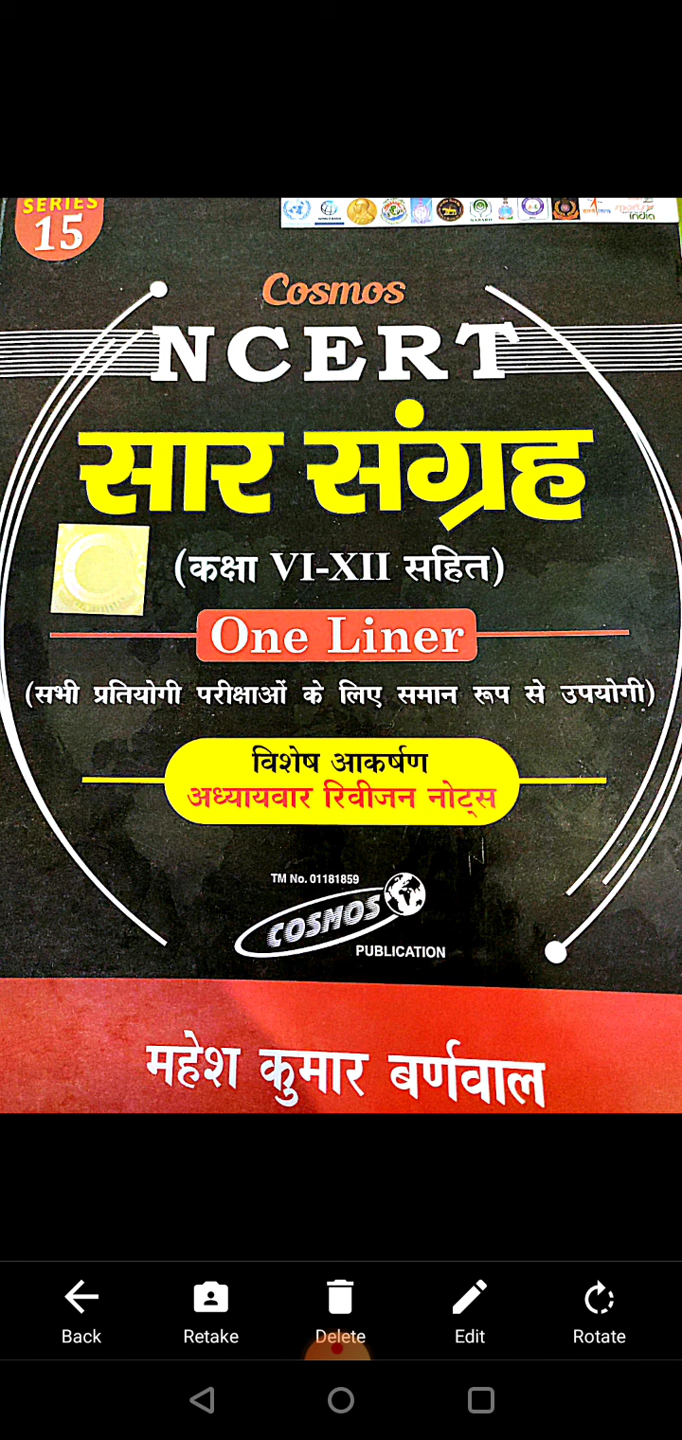 SERIES
15
india
Cosmos
NCERT
सार संग्रह
(कक्षा VI-XII सहित)
One Liner
(सभी प्रतियोगी परीक्षाओं के लिए समान रूप से उपयोगी)
विशेष आकर्षण
अध्यायवार रिवीजन नोट्स
TM No. 01181859
COSMOS
PUBLICATION
महेश कुमार बर्णवाल
Back Retake Delete Edit Rotate